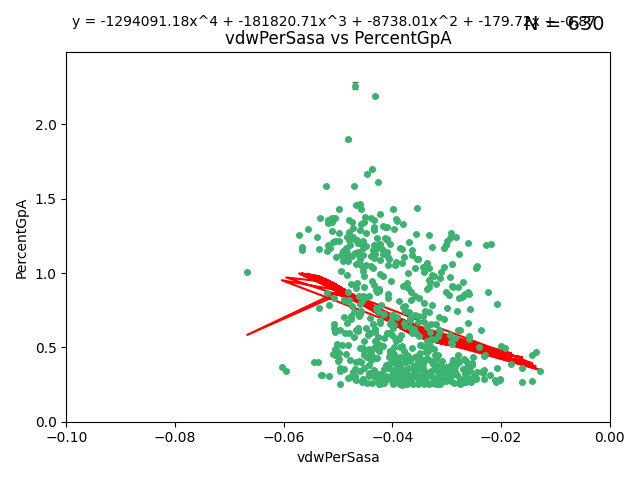 y = -1294091.18x^4 + -181820.71x^3 + -8738.01x^2 + -179.72x + -0.87
N = 630
vdwPerSasa vs PercentGpA
PercentGpA
2.0
1.5
1.0
0.5
0.0
−0.10 −0.08 −0.06 −0.04 −0.02 0.00
vdwPerSasa